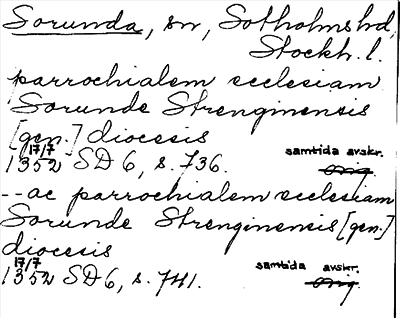 Sorunda, sn, Sotholms hd,
Stockh. l.
parrochialem ecclesiam
Sorunde Strenginensis
[gen.] diocesis
17/7
1352 SD 6, s. 736. samtida avskr.
orig.
-- ac parrochialem ecclesiam
Sorunde Strenginensis [gen.]
diocesis
17/7
1352 SD 6, s. 741. samtida avskr.
orig.